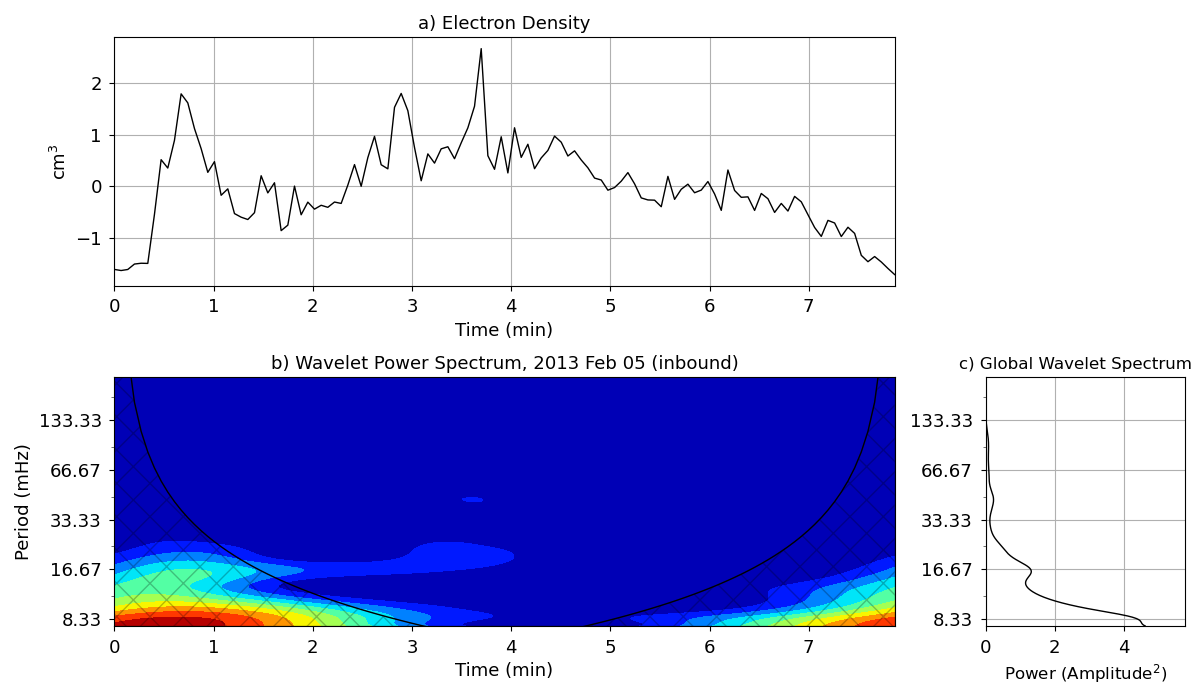 a) Electron Density
cm³
2
1
0
−1
0 1 2 3 4 5 6 7
Time (min)
b) Wavelet Power Spectrum, 2013 Feb 05 (inbound)
Period (mHz)
133.33
66.67
33.33
16.67
8.33
0 1 2 3 4 5 6 7
Time (min)
c) Global Wavelet Spectrum
133.33
66.67
33.33
16.67
8.33
0 2 4
Power (Amplitude²)